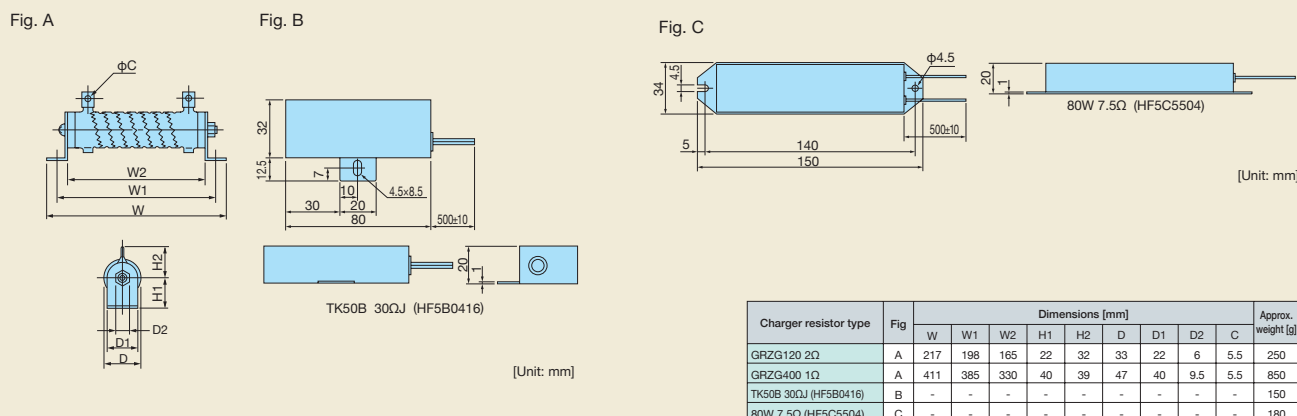 Fig. A
φC
W2
W1
W
H2
H1
D2
D1
D
Fig. B
32
12.5
7
10
4.5×8.5
30
20
80
500±10
20
1
TK50B 30ΩJ (HF5B0416)
[Unit: mm]
Fig. C
φ4.5
34
4.5
500±10
5
140
150
20
1
80W 7.5Ω (HF5C5504)
[Unit: mm]
Charger resistor type Fig Dimensions [mm] Approx. weight [g]
W W1 W2 H1 H2 D D1 D2 C
GRZG120 2Ω A 217 198 165 22 32 33 22 6 5.5 250
GRZG400 1Ω A 411 385 330 40 39 47 40 9.5 5.5 850
TK50B 30ΩJ (HF5B0416) B - - - - - - - - - 150
80W 7.5Ω (HF5C5504) C - - - - - - - - - 180